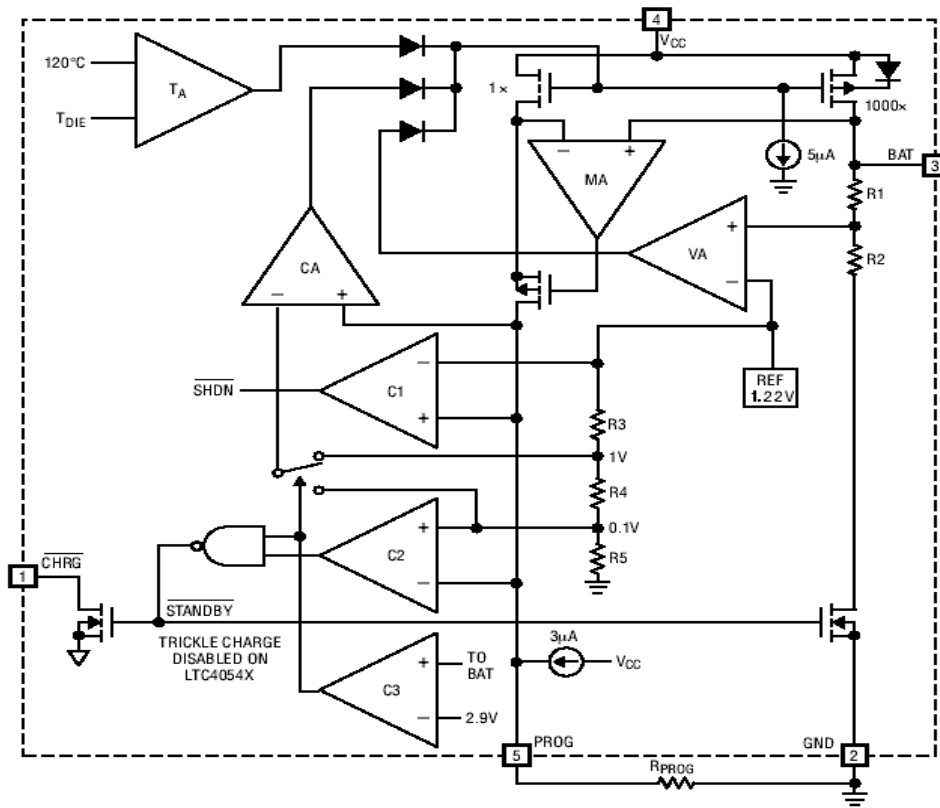 4
VCC
120°C
TA
TDIE
1×
1000×
5µA
BAT
3
− +
MA
R1
+
VA
−
R2
CA
− +
REF
1.22V
−
SHDN
C1
+
R3
1V
R4
0.1V
+
C2
−
R5
CHRG
1
STANDBY
TRICKLE CHARGE
DISABLED ON
LTC4054X
3µA
VCC
+
TO
BAT
C3
−
2.9V
5
PROG
GND
2
RPROG